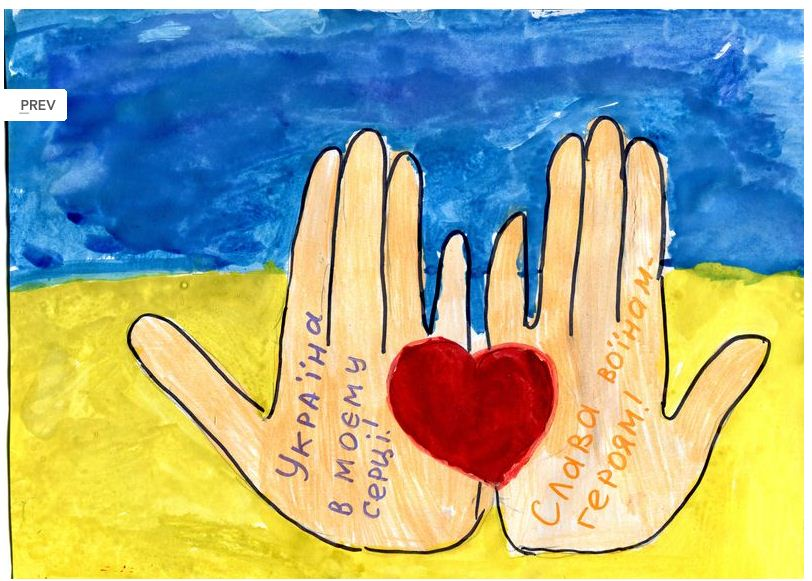 PREV
Україна
в моєму
серці!
Слава воїнам-
героям!